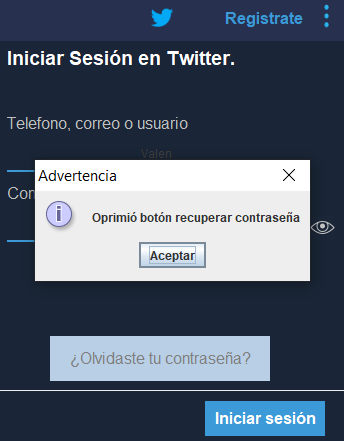 Registrate
Iniciar Sesión en Twitter.
Telefono, correo o usuario
Valen
Advertencia
Con
Oprimió botón recuperar contraseña
Aceptar
¿Olvidaste tu contraseña?
Iniciar sesión